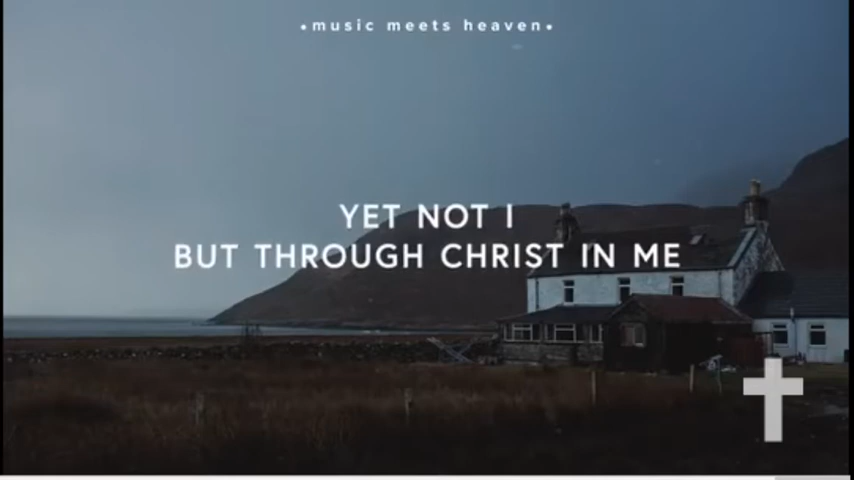 •music meets heaven•
YET NOT I
BUT THROUGH CHRIST IN ME